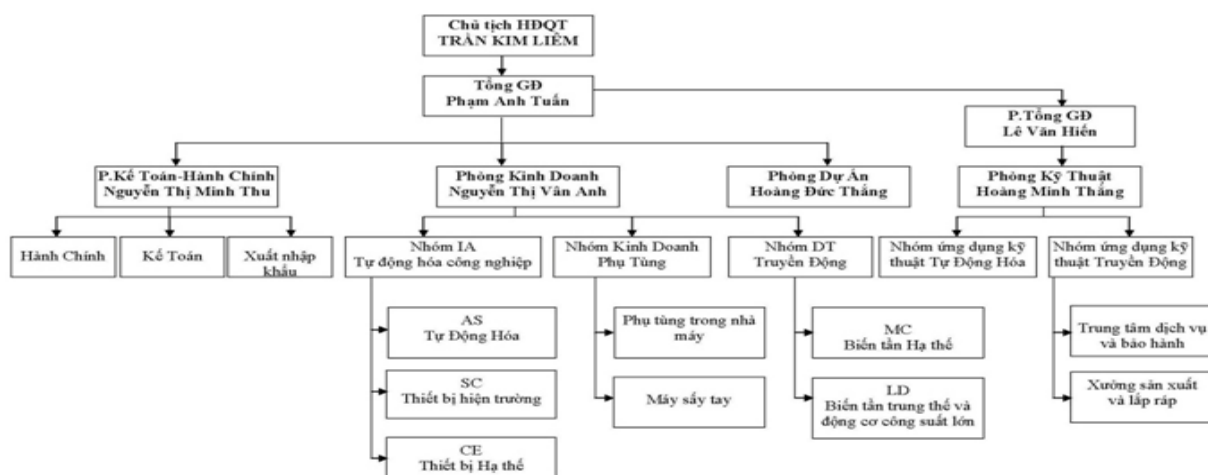 Chủ tịch HĐQT
TRẦN KIM LIÊM
Tổng GĐ
Phạm Anh Tuấn
P.Tổng GĐ
Lê Văn Hiến
P.Kế Toán-Hành Chính
Nguyễn Thị Minh Thu
Phòng Kinh Doanh
Nguyễn Thị Vân Anh
Phòng Dự Án
Hoàng Đức Thắng
Phòng Kỹ Thuật
Hoàng Minh Thắng
Hành Chính
Kế Toán
Xuất nhập
khẩu
Nhóm IA
Tự động hóa công nghiệp
Nhóm Kinh Doanh
Phụ Tùng
Nhóm DT
Truyền Động
Nhóm ứng dụng kỹ
thuật Tự Động Hóa
Nhóm ứng dụng kỹ
thuật Truyền Động
AS
Tự Động Hóa
Phụ tùng trong nhà
máy
MC
Biến tần Hạ thế
Trung tâm dịch vụ
và bảo hành
SC
Thiết bị hiện trường
Máy sấy tay
LD
Biến tần trung thế và
động cơ công suất lớn
Xưởng sản xuất
và lắp ráp
CE
Thiết bị Hạ thế